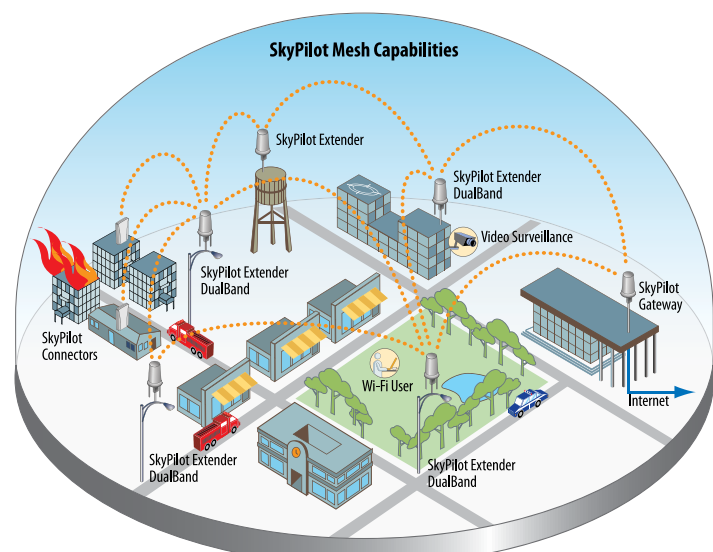 SkyPilot Mesh Capabilities
SkyPilot Extender
SkyPilot Extender
DualBand
Video Surveillance
SkyPilot Extender
DualBand
SkyPilot
Gateway
SkyPilot
Connectors
Wi-Fi User
Internet
SkyPilot Extender
DualBand
SkyPilot Extender
DualBand